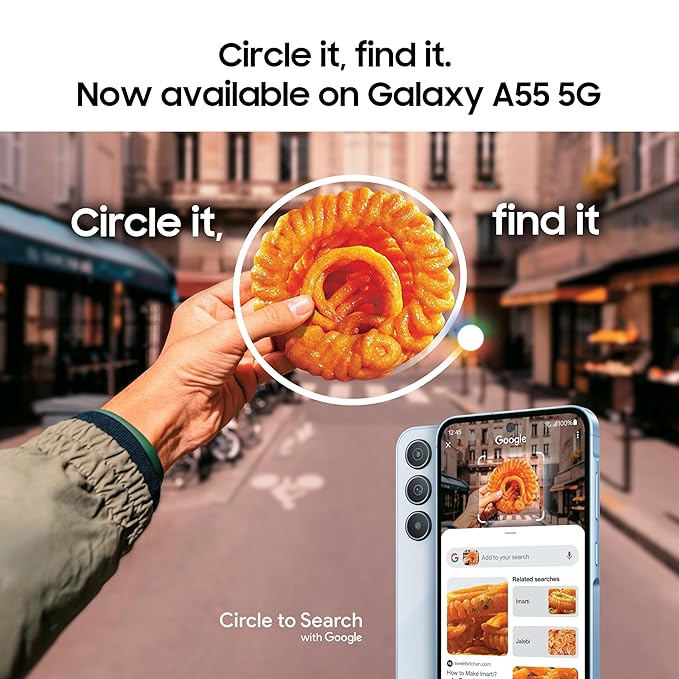 Circle it, find it.
Now available on Galaxy A55 5G
Circle it,
find it
12:45
100%
Google
Add to your search
Related searches
Imarti
Jalebi
sweetkitchen.com
How to Make Imarti?
Circle to Search
with Google